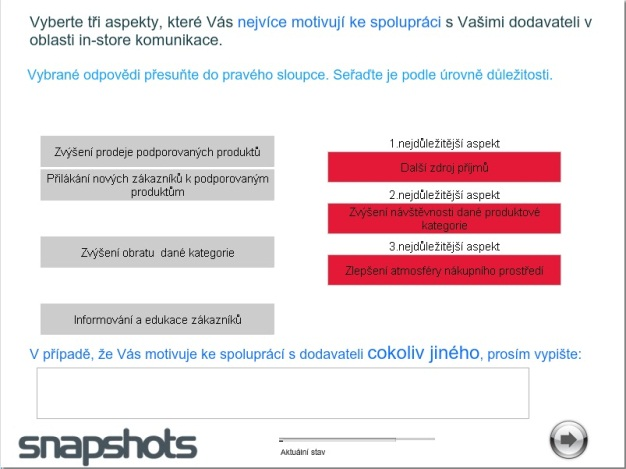 Vyberte tři aspekty, které Vás nejvíce motivují ke spolupráci s Vašimi dodavateli v
oblasti in-store komunikace.
Vybrané odpovědi přesuňte do pravého sloupce. Seřaďte je podle úrovně důležitosti.
Zvýšení prodeje podporovaných produktů
Přilákání nových zákazníků k podporovaným
produktům
Zvýšení obratu dané kategorie
Informování a edukace zákazníků
1.nejdůležitější aspekt
Další zdroj příjmů
2.nejdůležitější aspekt
Zvýšení návštěvnosti dané produktové
kategorie
3.nejdůležitější aspekt
Zlepšení atmosféry nákupního prostředí
V případě, že Vás motivuje ke spoluprácí s dodavateli cokoliv jiného, prosím vypište:
snapshots
Aktuální stav